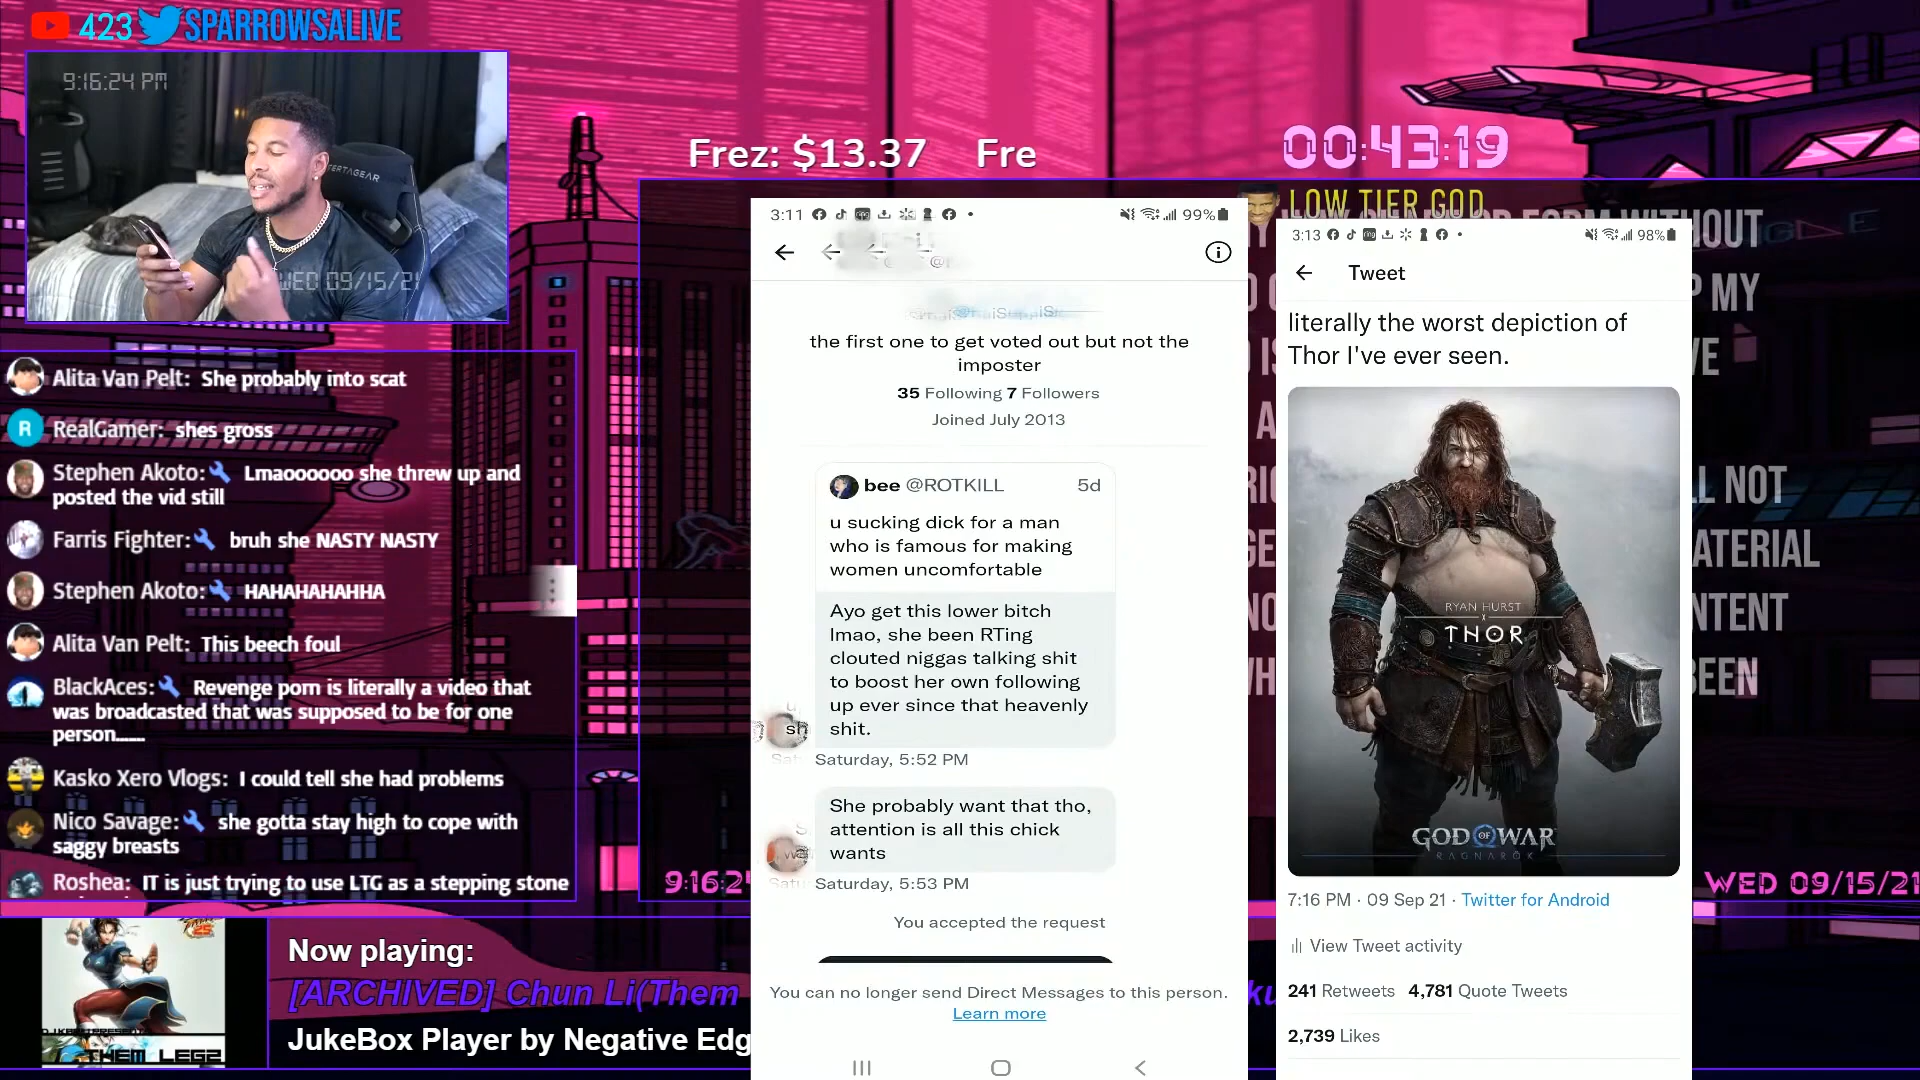 423 SPARROWSALIVE
9:16:24 PM
VERTAGEAR
WED 09/15/21
Frez: $13.37 Fre
00:43:19
LOW TIER GOD
Alita Van Pelt: She probably into scat
R RealGamer: shes gross
Stephen Akoto: Lmaoooooo she threw up and
posted the vid still
Farris Fighter: bruh she NASTY NASTY
Stephen Akoto: HAHAHAHAHHA
Alita Van Pelt: This beech foul
BlackAces: Revenge porn is literally a video that
was broadcasted that was supposed to be for one
person......
Kasko Xero Vlogs: I could tell she had problems
Nico Savage: she gotta stay high to cope with
saggy breasts
Roshea: IT is just trying to use LTG as a stepping stone
THEM LEGZ
Now playing:
[ARCHIVED] Chun Li(Them
JukeBox Player by Negative Edg
3:11 99%
the first one to get voted out but not the
imposter
35 Following 7 Followers
Joined July 2013
bee @ROTKILL 5d
u sucking dick for a man
who is famous for making
women uncomfortable
Ayo get this lower bitch
lmao, she been RTing
clouted niggas talking shit
to boost her own following
up ever since that heavenly
shit.
Saturday, 5:52 PM
She probably want that tho,
attention is all this chick
wants
Saturday, 5:53 PM
You accepted the request
You can no longer send Direct Messages to this person.
Learn more
3:13 98%
Tweet
literally the worst depiction of
Thor I've ever seen.
RYAN HURST
THOR
GOD OF WAR
RAGNARÖK
7:16 PM · 09 Sep 21 · Twitter for Android
View Tweet activity
241 Retweets 4,781 Quote Tweets
2,739 Likes
FORM WITHOUT
P MY
VE
LL NOT
MATERIAL
NTENT
BEEN
9:16:2
WED 09/15/21